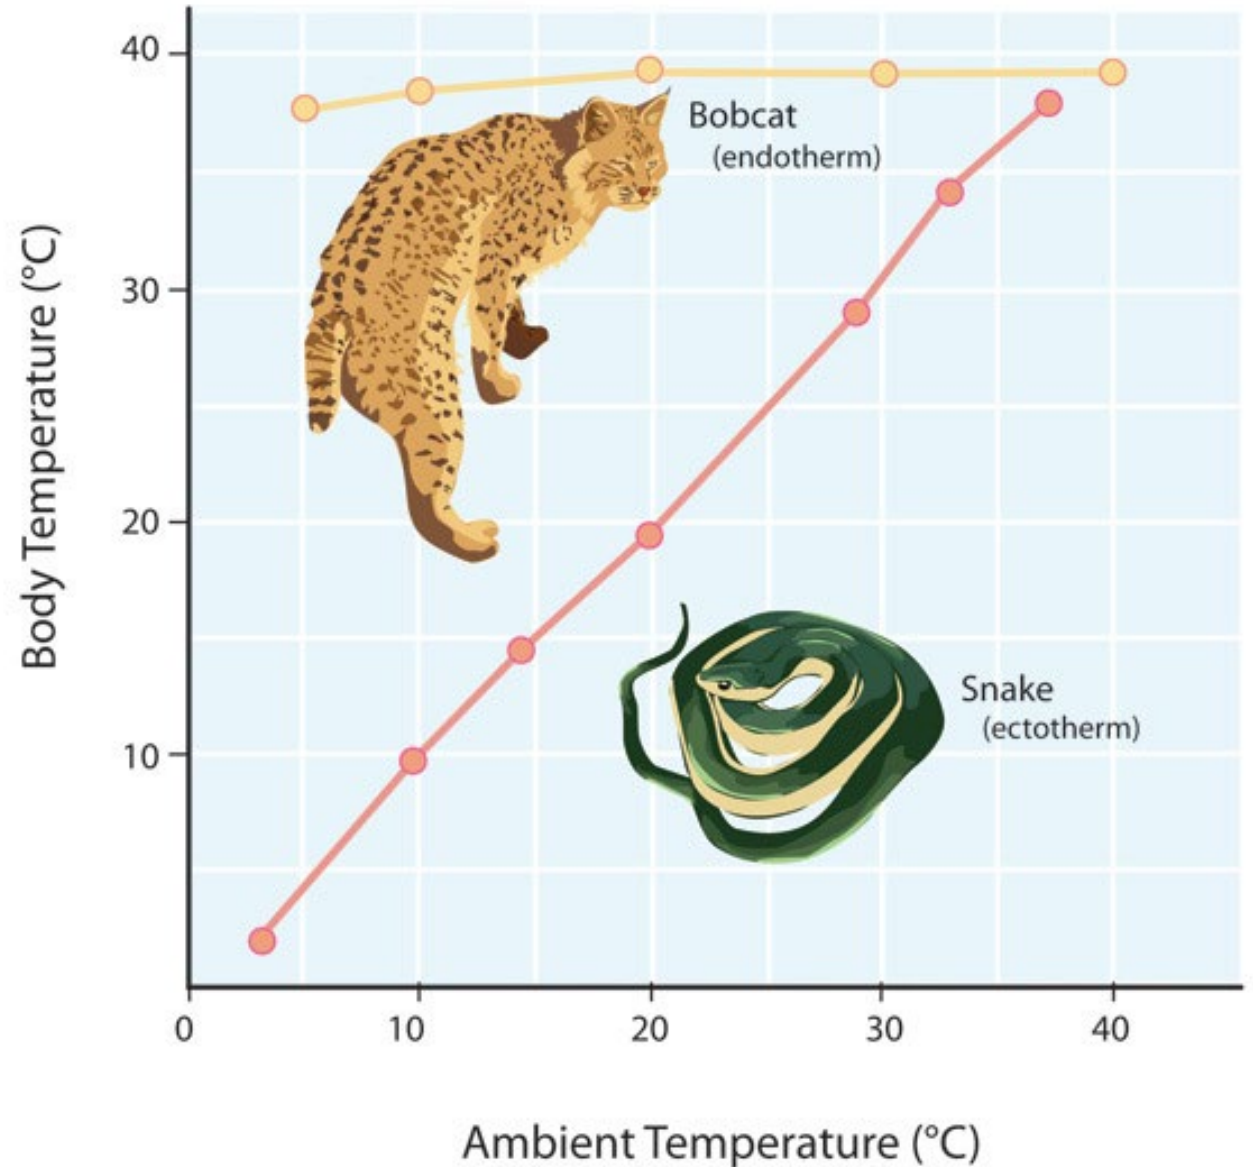 40
30
20
10
Body Temperature (°C)
Bobcat
(endotherm)
Snake
(ectotherm)
0 10 20 30 40
Ambient Temperature (°C)